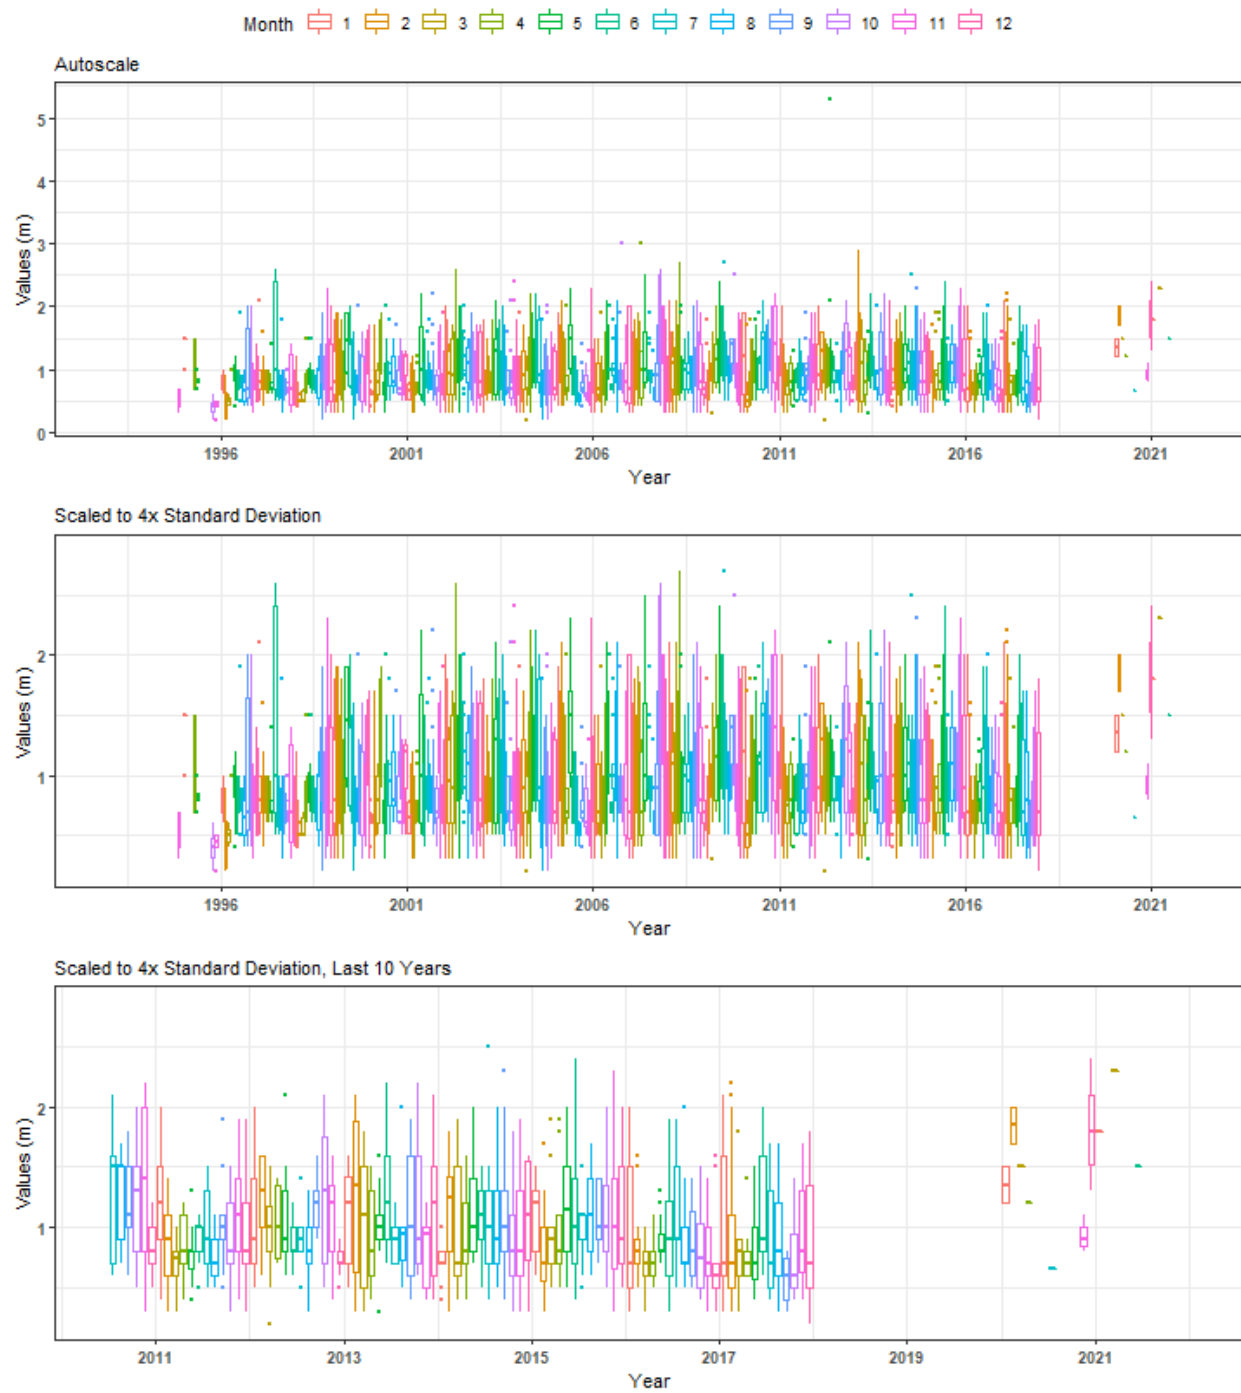 Month 1 2 3 4 5 6 7 8 9 10 11 12
Autoscale
Values (m)
5
4
3
2
1
0
1996 2001 2006 2011 2016 2021
Year
Scaled to 4x Standard Deviation
Values (m)
2
1
1996 2001 2006 2011 2016 2021
Year
Scaled to 4x Standard Deviation, Last 10 Years
Values (m)
2
1
2011 2013 2015 2017 2019 2021
Year